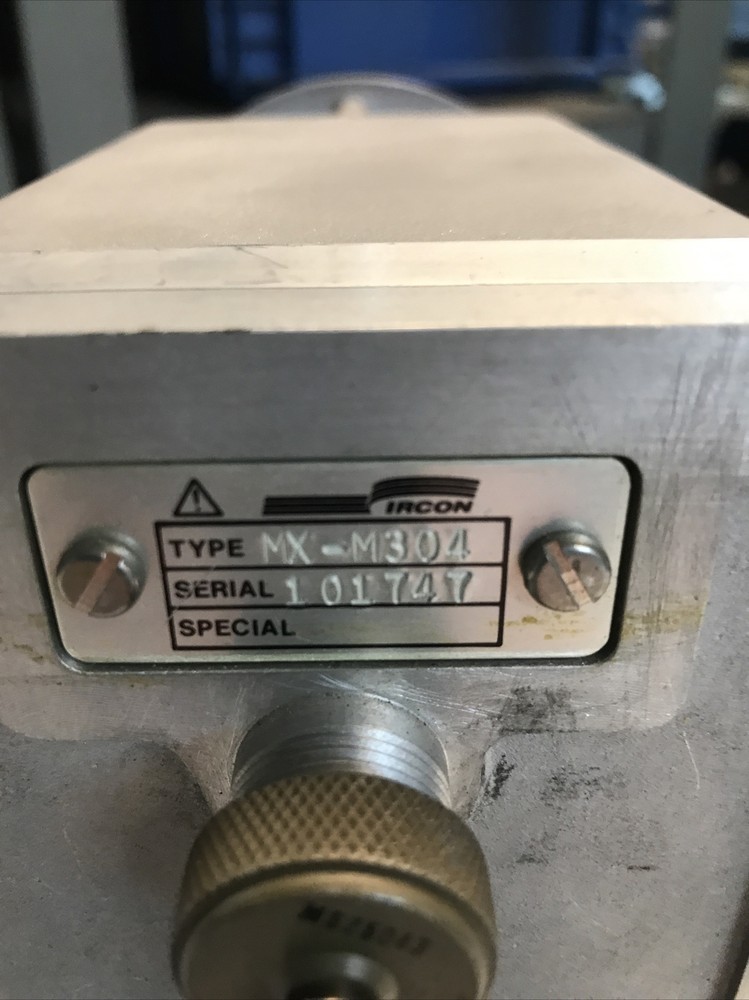 IRCON
TYPE MX-M304
SERIAL 101747
SPECIAL